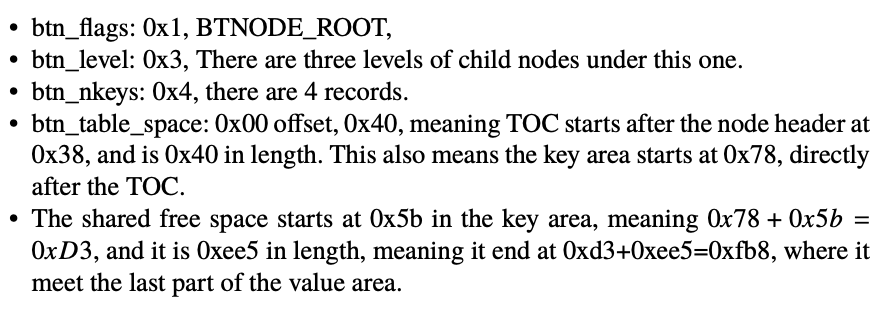 • btn_flags: 0x1, BTNODE_ROOT,
• btn_level: 0x3, There are three levels of child nodes under this one.
• btn_nkeys: 0x4, there are 4 records.
• btn_table_space: 0x00 offset, 0x40, meaning TOC starts after the node header at
0x38, and is 0x40 in length. This also means the key area starts at 0x78, directly
after the TOC.
• The shared free space starts at 0x5b in the key area, meaning 0x78 + 0x5b =
0xD3, and it is 0xee5 in length, meaning it end at 0xd3+0xee5=0xfb8, where it
meet the last part of the value area.